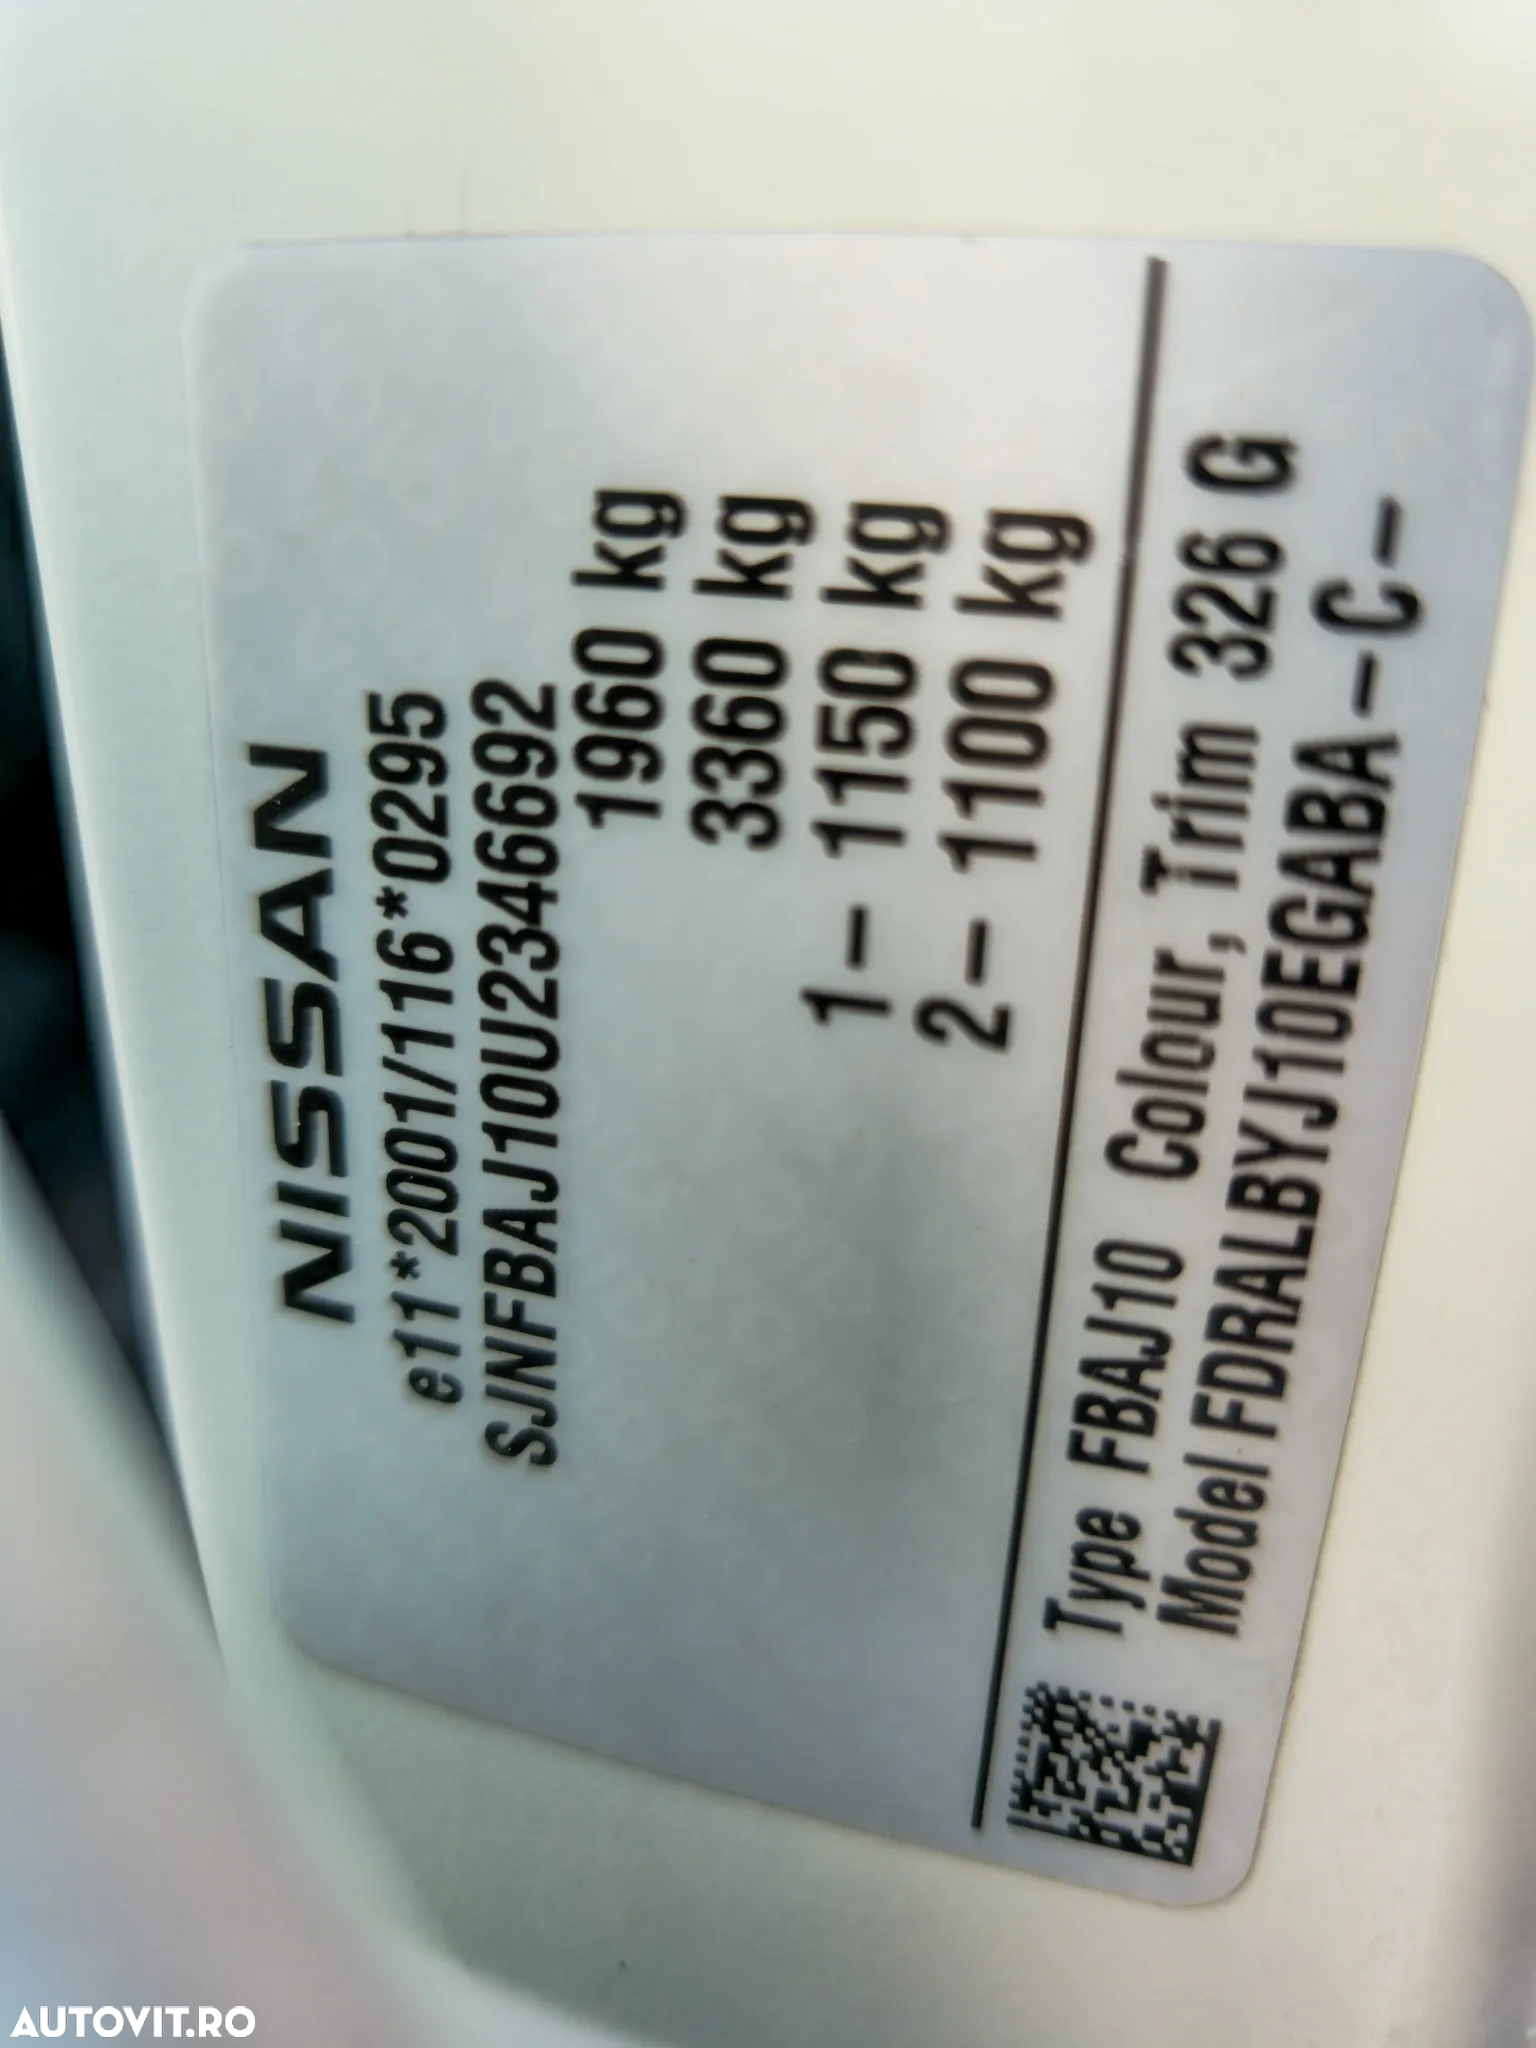 NISSAN
e11*2001/116*0295
SJNFBAJ10U2346692
1960 kg
3360 kg
1- 1150 kg
2- 1100 kg
Type FBAJ10 Colour, Trim 326 G
Model FDRALBYJ10EGABA-C-
AUTOVIT.RO